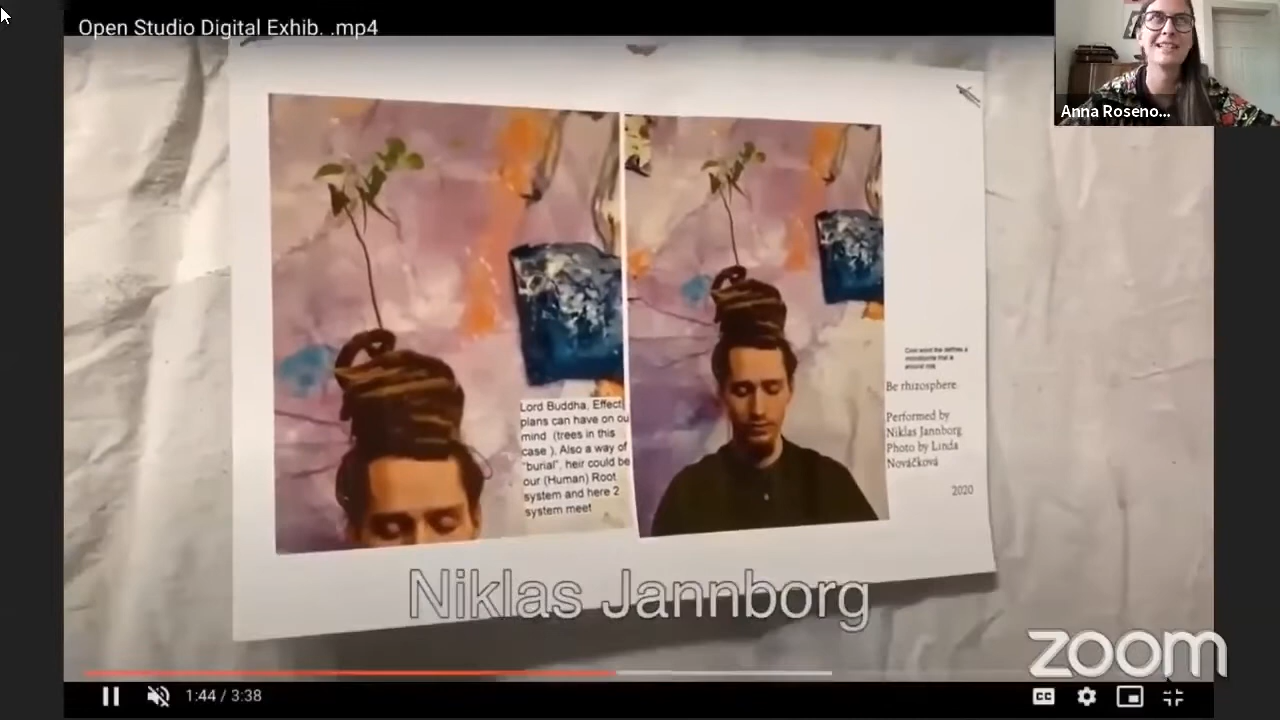 Open Studio Digital Exhib. .mp4
Anna Roseno...
Lord Buddha, Effect
plans can have on ou
mind (trees in this
case ), Also a way of
"burial", heir could be
our (Human) Root
system and here 2
system meet
Be rhizosphere
Performed by
Niklas Jannborg
Photo by Linda
Nováčková
2020
Niklas Jannborg
zoom
1:44 / 3:38
CC